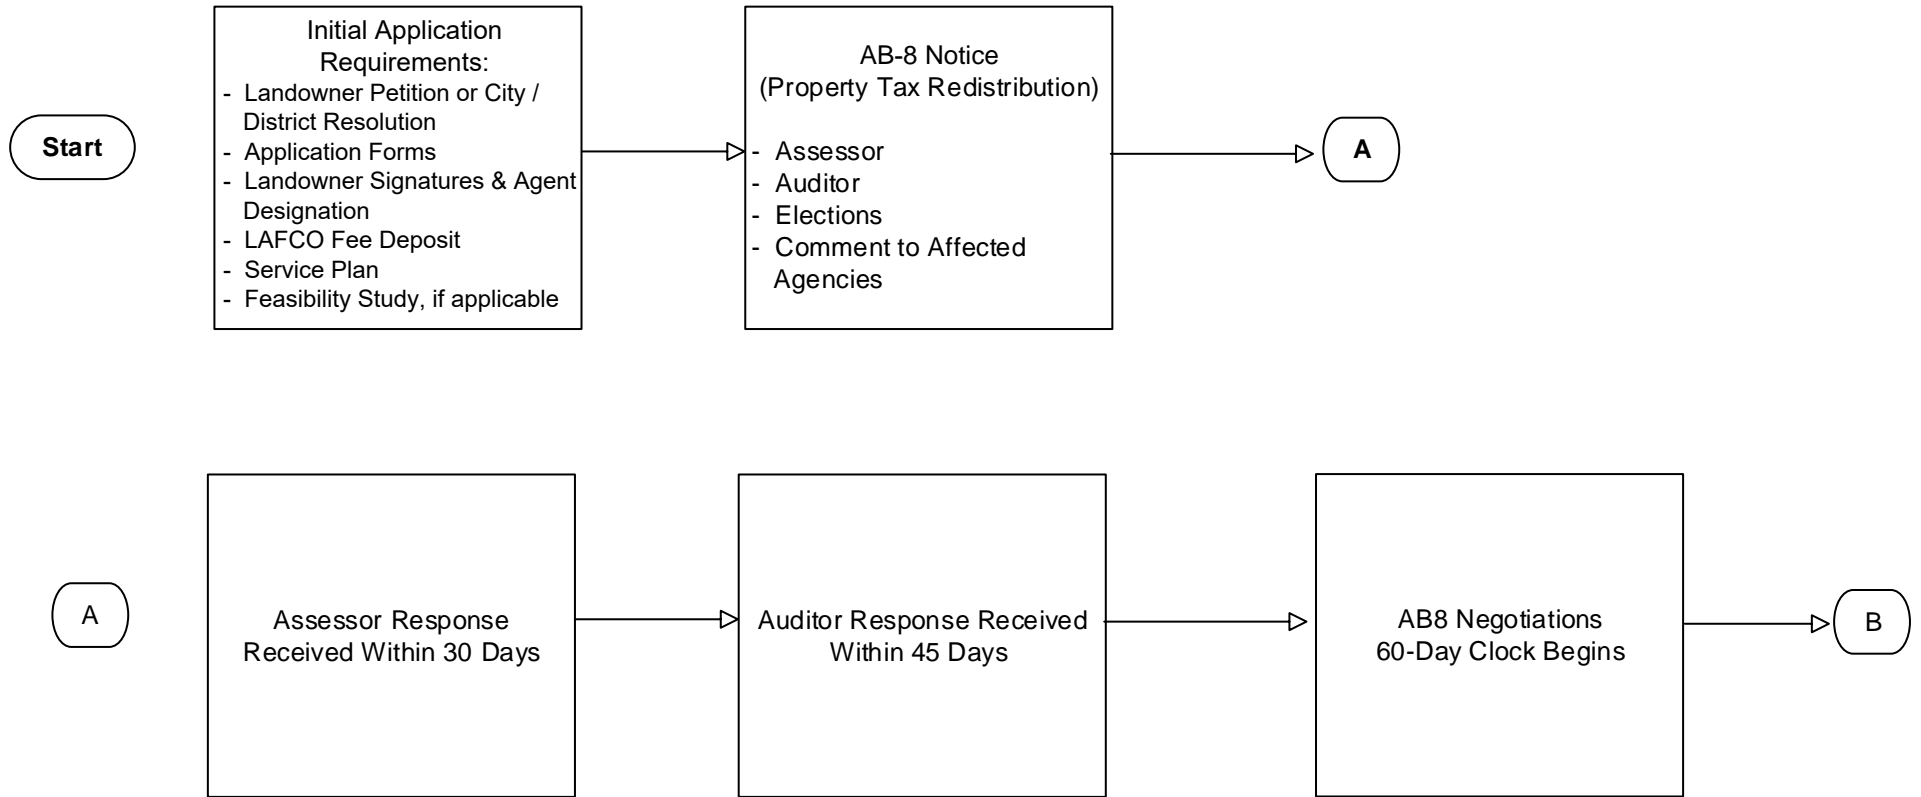 Start
Initial Application
Requirements:
- Landowner Petition or City /
District Resolution
- Application Forms
- Landowner Signatures & Agent
Designation
- LAFCO Fee Deposit
- Service Plan
- Feasibility Study, if applicable
AB-8 Notice
(Property Tax Redistribution)
- Assessor
- Auditor
- Elections
- Comment to Affected
Agencies
A
A
Assessor Response
Received Within 30 Days
Auditor Response Received
Within 45 Days
AB8 Negotiations
60-Day Clock Begins
B